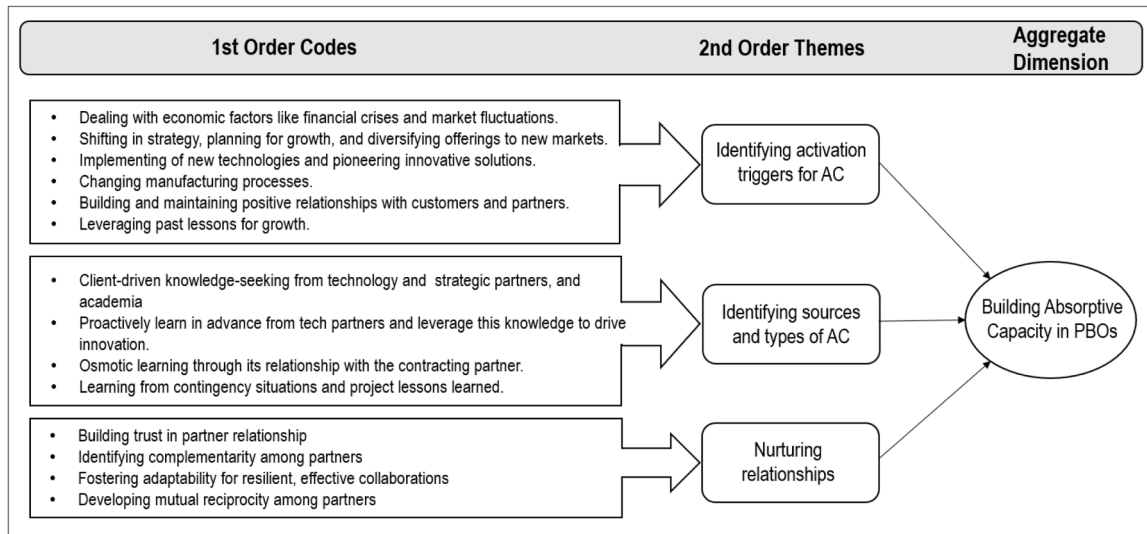 1st Order Codes
2nd Order Themes
Aggregate
Dimension
• Dealing with economic factors like financial crises and market fluctuations.
• Shifting in strategy, planning for growth, and diversifying offerings to new markets.
• Implementing of new technologies and pioneering innovative solutions.
• Changing manufacturing processes.
• Building and maintaining positive relationships with customers and partners.
• Leveraging past lessons for growth.
Identifying activation
triggers for AC
• Client-driven knowledge-seeking from technology and strategic partners, and
academia
• Proactively learn in advance from tech partners and leverage this knowledge to drive
innovation.
• Osmotic learning through its relationship with the contracting partner.
• Learning from contingency situations and project lessons learned.
Identifying sources
and types of AC
• Building trust in partner relationship
• Identifying complementarity among partners
• Fostering adaptability for resilient, effective collaborations
• Developing mutual reciprocity among partners
Nurturing
relationships
Building Absorptive
Capacity in PBOs